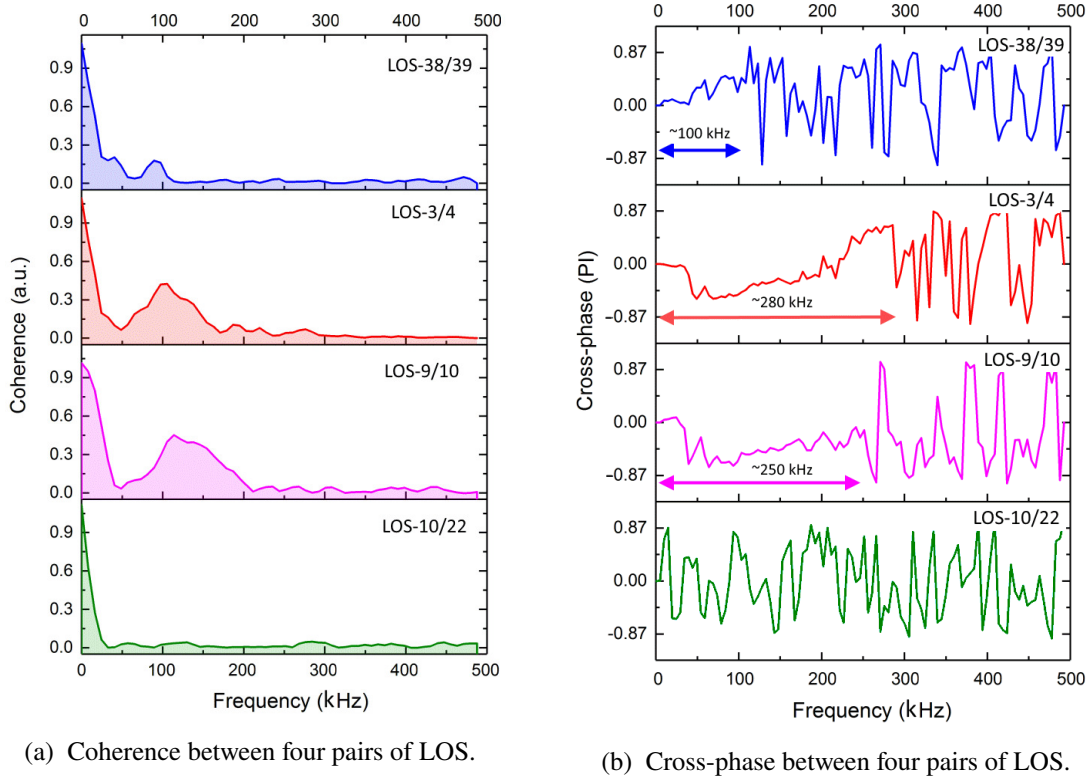 0 100 200 300 400 500
LOS-38/39
0.9
0.6
0.3
0.0
LOS-3/4
0.9
0.6
0.3
0.0
LOS-9/10
0.9
0.6
0.3
0.0
LOS-10/22
0.9
0.6
0.3
0.0
Coherence (a.u.)
0 100 200 300 400 500
Frequency (kHz)
(a) Coherence between four pairs of LOS.
0 100 200 300 400 500
LOS-38/39
0.87
0.00
−0.87
~100 kHz
LOS-3/4
0.87
0.00
−0.87
~280 kHz
LOS-9/10
0.87
0.00
−0.87
~250 kHz
LOS-10/22
0.87
0.00
−0.87
Cross-phase (PI)
0 100 200 300 400 500
Frequency (kHz)
(b) Cross-phase between four pairs of LOS.